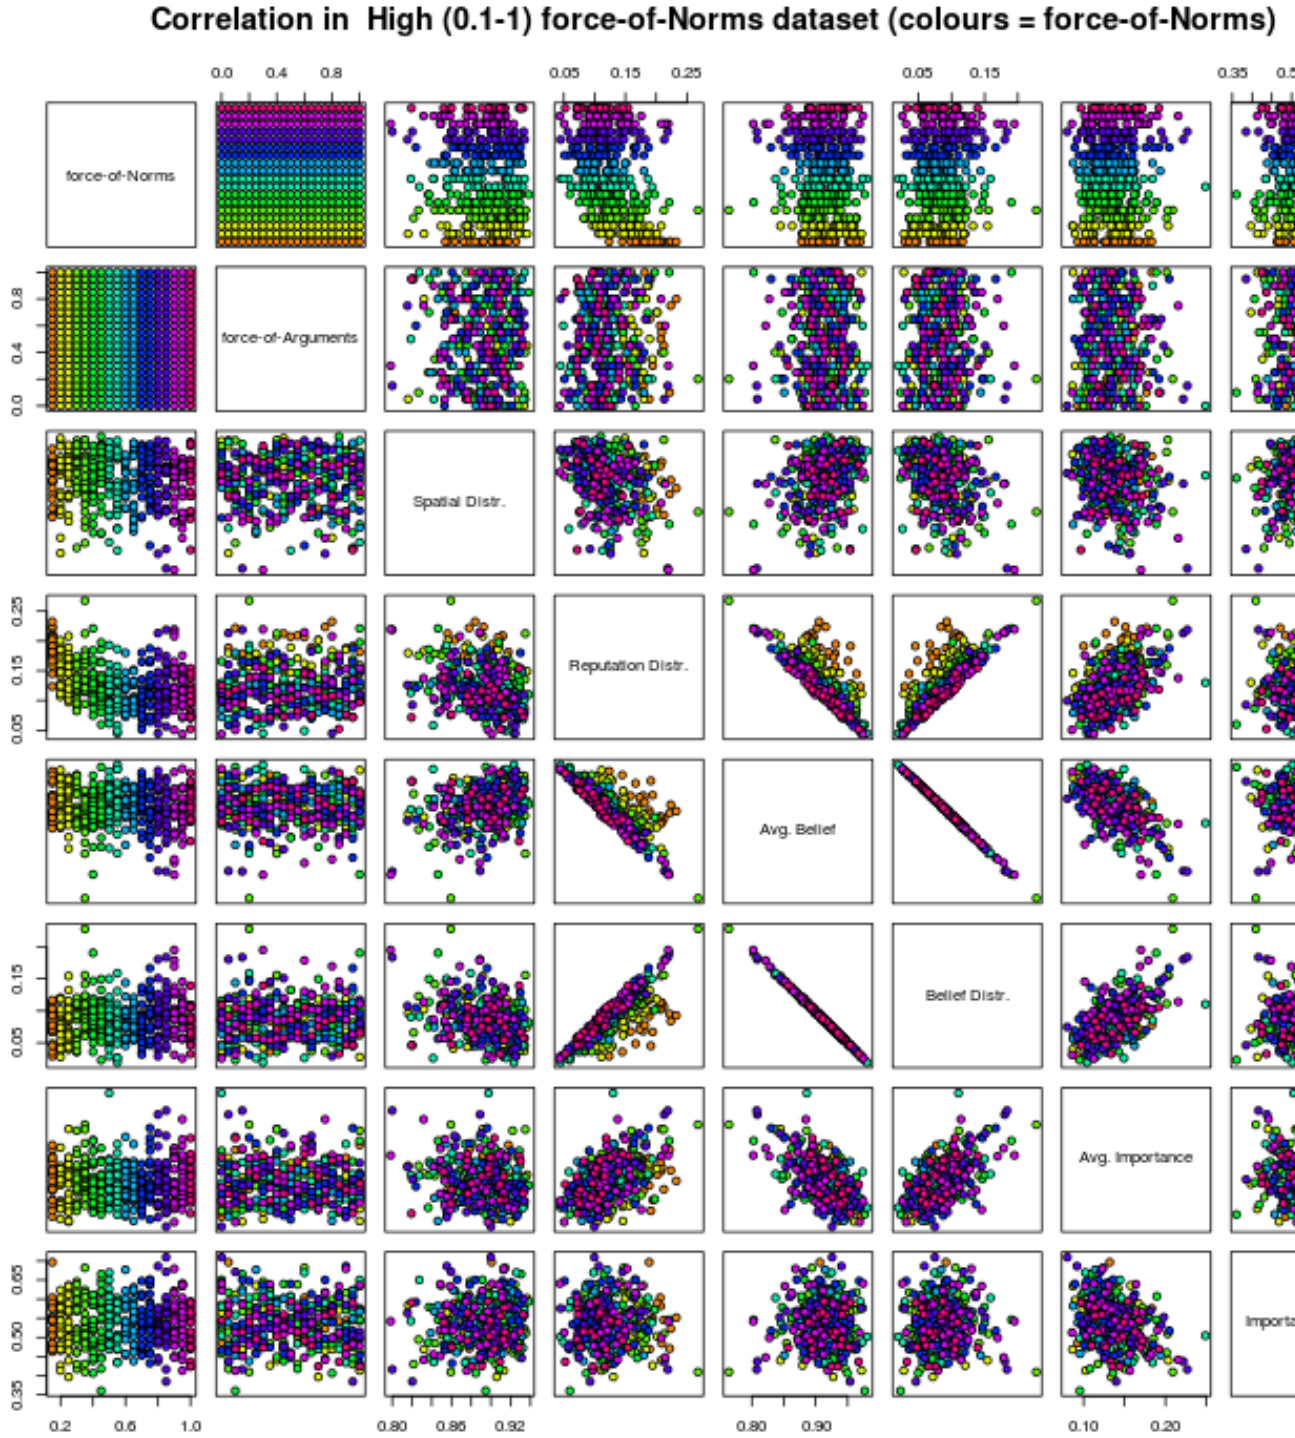 Correlation in High (0.1-1) force-of-Norms dataset (colours = force-of-Norms)
0.0 0.4 0.8 0.05 0.15 0.25 0.05 0.15 0.35
force-of-Norms
0.0 0.4 0.8
force-of-Arguments
Spatial Distr.
0.05 0.15 0.25
Reputation Distr.
Avg. Belief
0.05 0.15
Belief Distr.
Avg. Importance
0.35 0.50 0.65
0.2 0.6 1.0 0.80 0.86 0.92 0.80 0.90 0.10 0.20